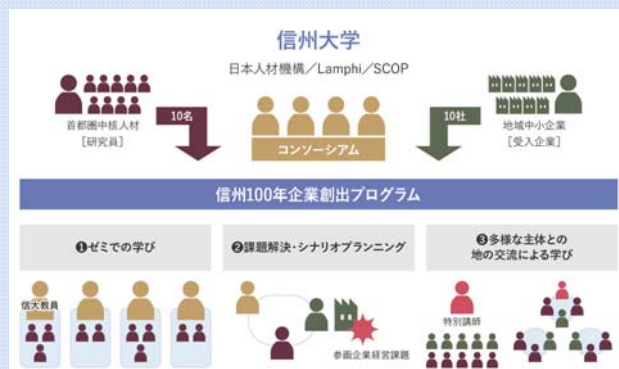 信州大学
日本人材機構／Lamphi／SCOP
10名
10社
首都圏中核人材
[研究員]
コンソーシアム
地域中小企業
[受入企業]
信州100年企業創出プログラム
❶ゼミでの学び
❷課題解決・シナリオプランニング
❸多様な主体との
地の交流による学び
信大教員
特別講師
参画企業経営課題